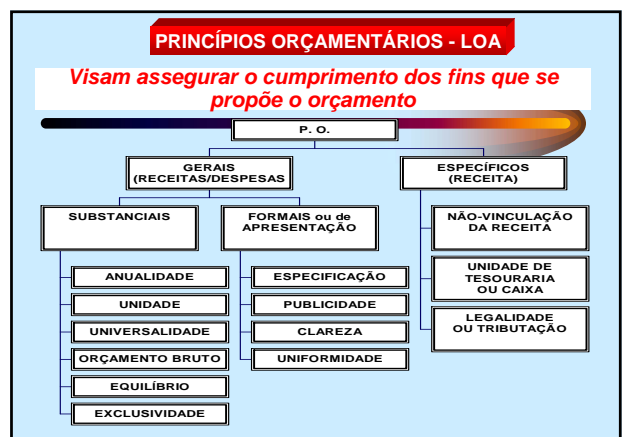 PRINCÍPIOS ORÇAMENTÁRIOS - LOA
Visam assegurar o cumprimento dos fins que se
propõe o orçamento
P. O.
GERAIS
(RECEITAS/DESPESAS
ESPECÍFICOS
(RECEITA)
SUBSTANCIAIS
FORMAIS ou de
APRESENTAÇÃO
NÃO-VINCULAÇÃO
DA RECEITA
UNIDADE DE
TESOURARIA
OU CAIXA
LEGALIDADE
OU TRIBUTAÇÃO
ANUALIDADE
UNIDADE
UNIVERSALIDADE
ORÇAMENTO BRUTO
EQUILÍBRIO
EXCLUSIVIDADE
ESPECIFICAÇÃO
PUBLICIDADE
CLAREZA
UNIFORMIDADE